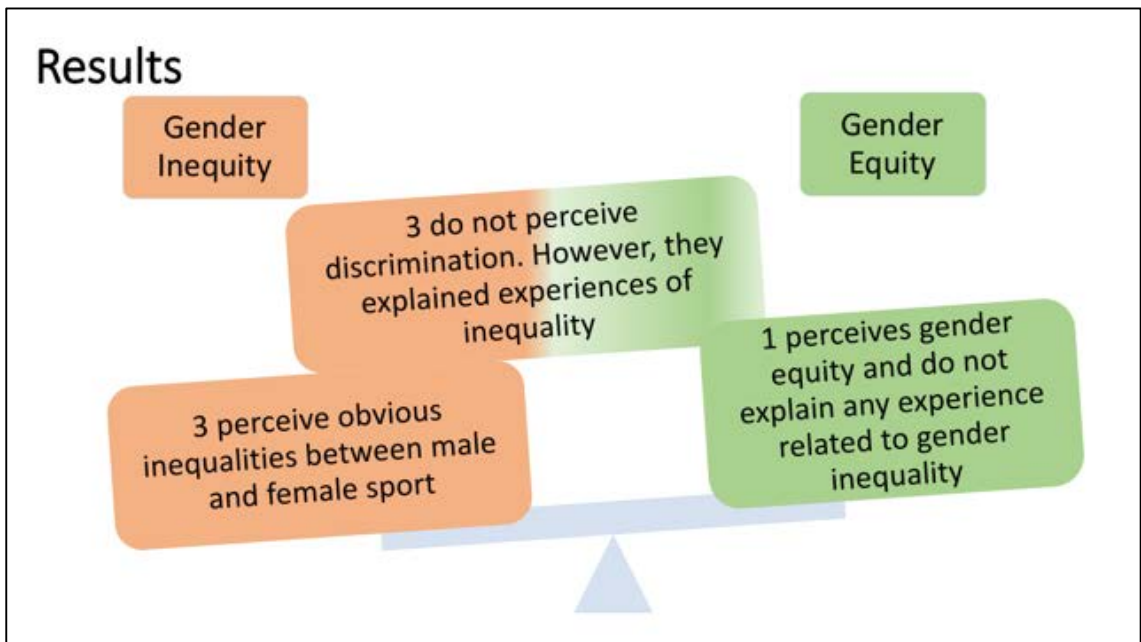 Results
Gender
Inequity
Gender
Equity
3 do not perceive
discrimination. However, they
explained experiences of
inequality
3 perceive obvious
inequalities between male
and female sport
1 perceives gender
equity and do not
explain any experience
related to gender
inequality